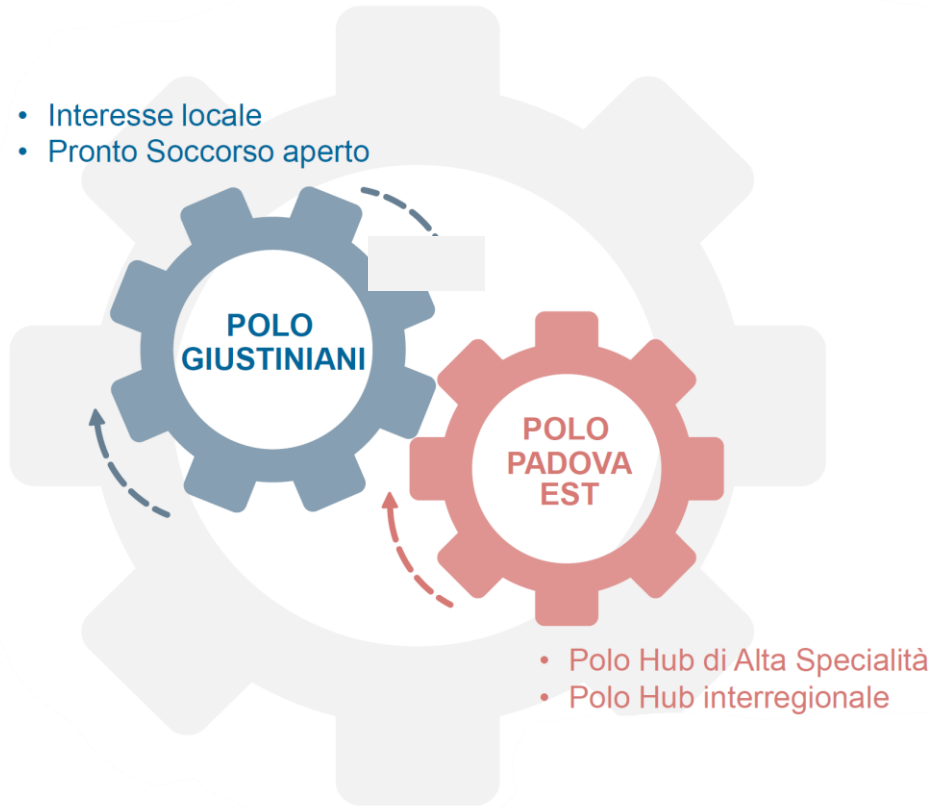 • Interesse locale
• Pronto Soccorso aperto
POLO
GIUSTINIANI
POLO
PADOVA
EST
• Polo Hub di Alta Specialità
• Polo Hub interregionale